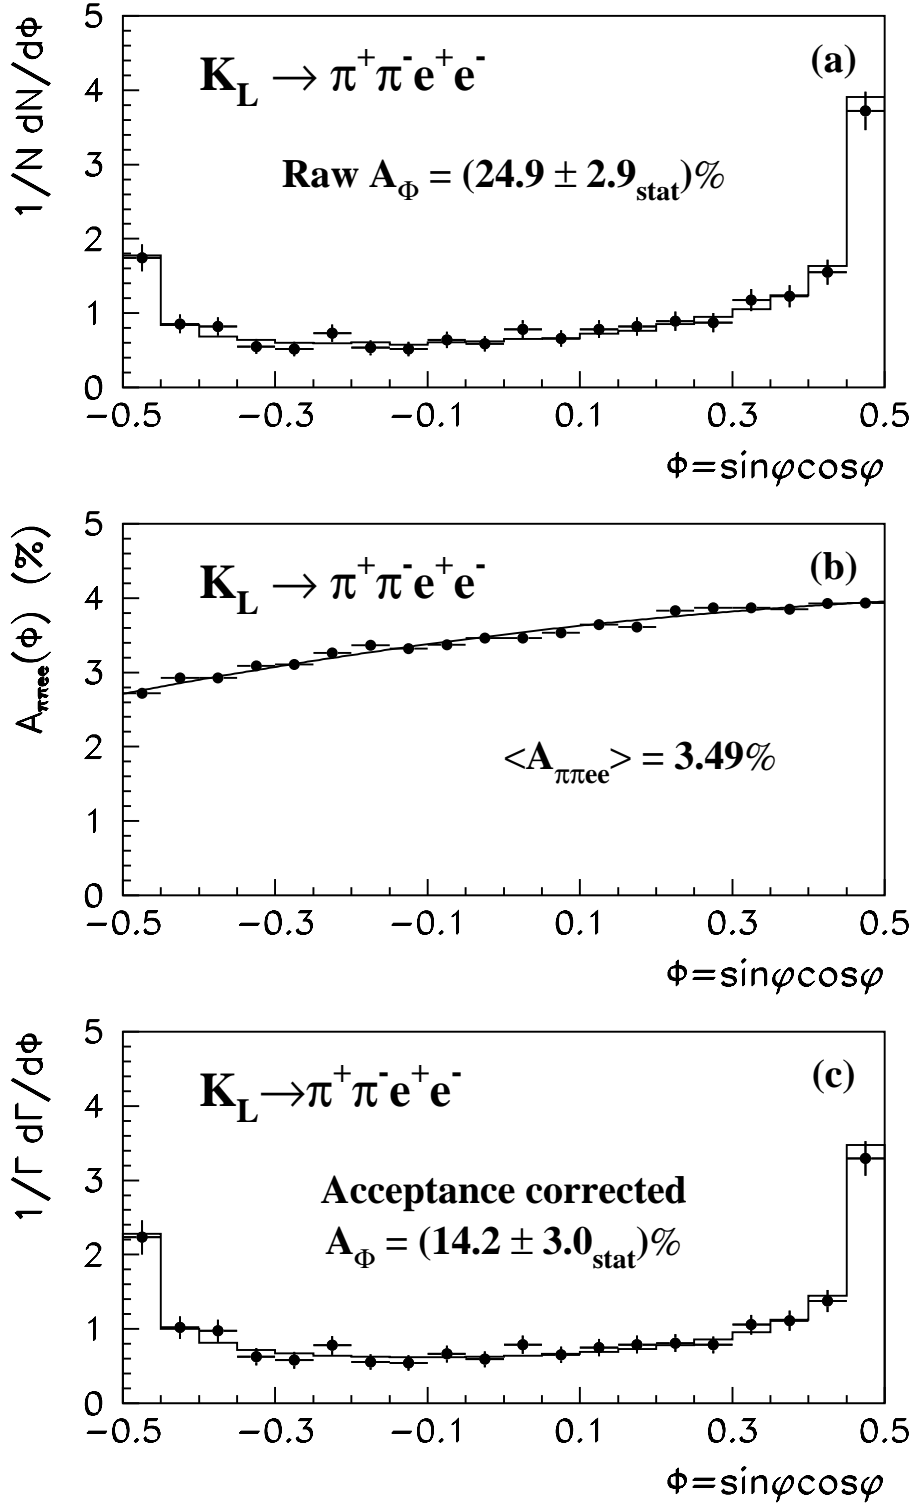 1/N dN/dΦ
5
4
3
2
1
0
K_L → π⁺π⁻e⁺e⁻
(a)
Raw A_Φ = (24.9 ± 2.9_stat)%
−0.5 −0.3 −0.1 0.1 0.3 0.5
Φ=sinφcosφ
A_ππee(Φ) (%)
5
4
3
2
1
0
K_L → π⁺π⁻e⁺e⁻
(b)
<A_ππee> = 3.49%
−0.5 −0.3 −0.1 0.1 0.3 0.5
Φ=sinφcosφ
1/Γ dΓ/dΦ
5
4
3
2
1
0
K_L→π⁺π⁻e⁺e⁻
(c)
Acceptance corrected
A_Φ = (14.2 ± 3.0_stat)%
−0.5 −0.3 −0.1 0.1 0.3 0.5
Φ=sinφcosφ